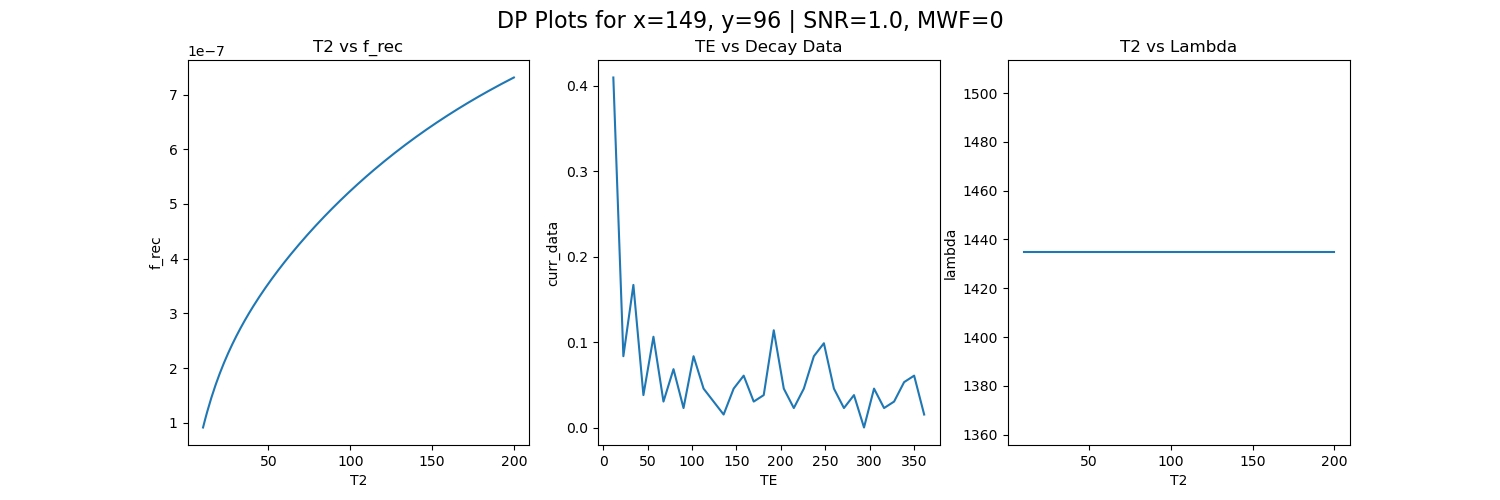 DP Plots for x=149, y=96 | SNR=1.0, MWF=0
T2 vs f_rec
1e−7
7
6
5
4
3
2
1
f_rec
50 100 150 200
T2
TE vs Decay Data
0.4
0.3
0.2
0.1
0.0
curr_data
0 50 100 150 200 250 300 350
TE
T2 vs Lambda
1500
1480
1460
1440
1420
1400
1380
1360
lambda
50 100 150 200
T2